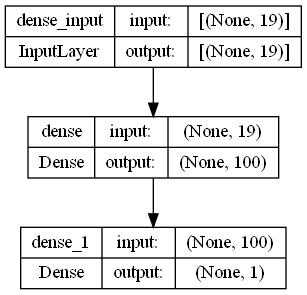 dense_input input: [(None, 19)]
InputLayer output: [(None, 19)]
dense input: (None, 19)
Dense output: (None, 100)
dense_1 input: (None, 100)
Dense output: (None, 1)